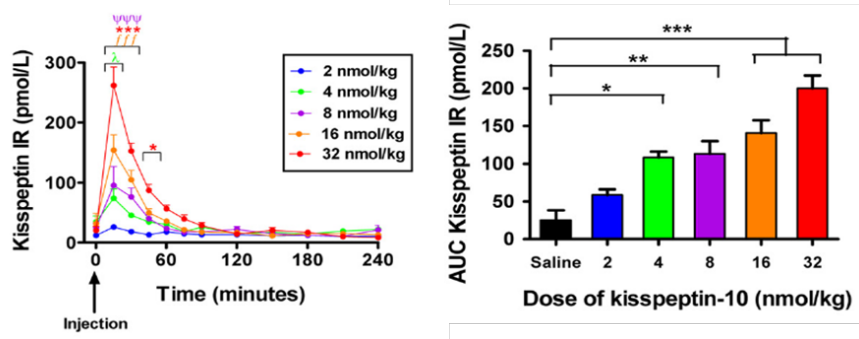 ψψψ
***
Kisspeptin IR (pmol/L)
300
200
100
0
*
2 nmol/kg
4 nmol/kg
8 nmol/kg
16 nmol/kg
32 nmol/kg
0 60 120 180 240
Time (minutes)
Injection
AUC Kisspeptin IR (pmol/L)
250
200
150
100
50
0
***
**
*
Saline 2 4 8 16 32
Dose of kisspeptin-10 (nmol/kg)